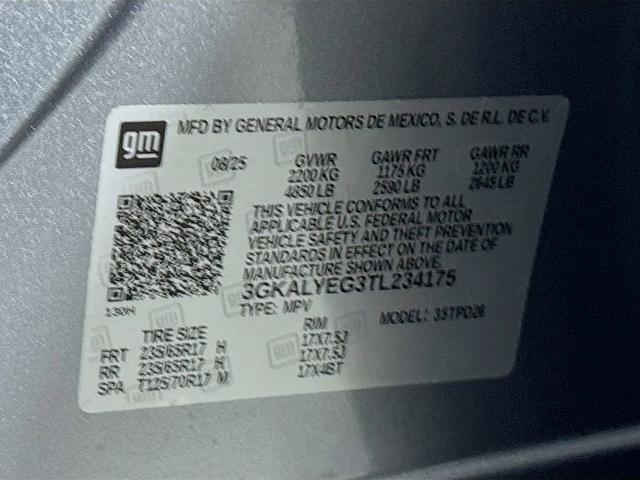 gm
MFD BY GENERAL MOTORS DE MEXICO, S. DE R.L. DE C.V.
08/25 GVWR GAWR FRT GAWR RR
2200 KG 1175 KG 1200 KG
4850 LB 2590 LB 2645 LB
THIS VEHICLE CONFORMS TO ALL
APPLICABLE U.S. FEDERAL MOTOR
VEHICLE SAFETY AND THEFT PREVENTION
STANDARDS IN EFFECT ON THE DATE OF
MANUFACTURE SHOWN ABOVE.
3GKALYEG3TL234175
TYPE: MPV MODEL: 3STPD26
TIRE SIZE RIM
FRT 235/65R17 H 17X7.5J
RR 235/65R17 H 17X7.5J
SPA T125/70R17 M 17X4BT